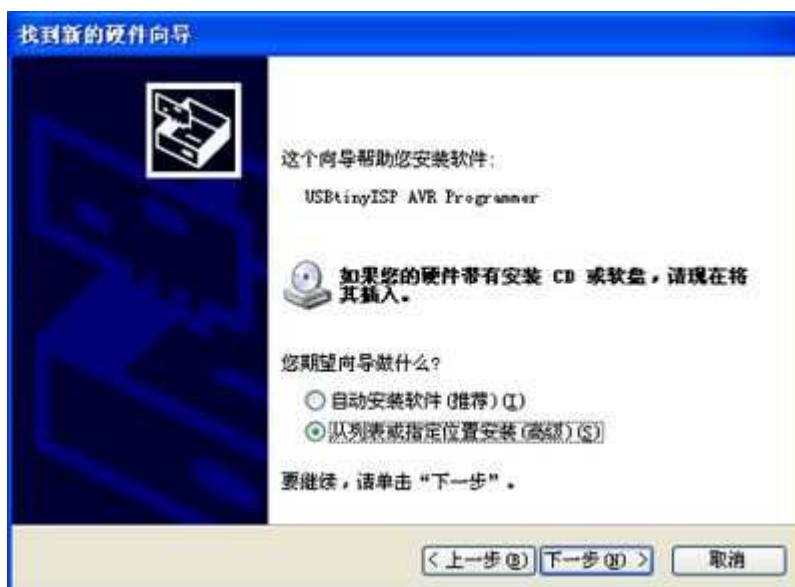 找到新的硬件向导
这个向导帮助您安装软件:
USBtinyISP AVR Programmer
如果您的硬件带有安装 CD 或软盘,请现在将
其插入。
您期望向导做什么?
自动安装软件(推荐)(I)
从列表或指定位置安装(高级)(S)
要继续,请单击“下一步”。
< 上一步(B) 下一步(N) > 取消